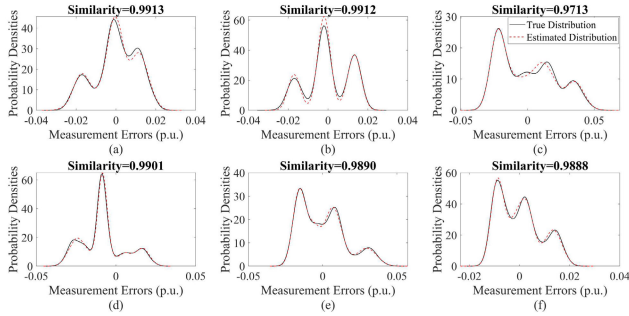 Similarity=0.9913
Similarity=0.9912
Similarity=0.9713
Probability Densities
60
40
20
0
-0.04 -0.02 0 0.02 0.04
Measurement Errors (p.u.)
(a)
Probability Densities
60
40
20
0
-0.04 -0.02 0 0.02 0.04
Measurement Errors (p.u.)
(b)
Probability Densities
30
20
10
0
-0.05 0 0.05
Measurement Errors (p.u.)
(c)
True Distribution
Estimated Distribution
Similarity=0.9901
Similarity=0.9890
Similarity=0.9888
Probability Densities
60
40
20
0
-0.05 0 0.05
Measurement Errors (p.u.)
(d)
Probability Densities
40
30
20
10
0
-0.05 0 0.05
Measurement Errors (p.u.)
(e)
Probability Densities
60
40
20
0
-0.02 0 0.02 0.04
Measurement Errors (p.u.)
(f)